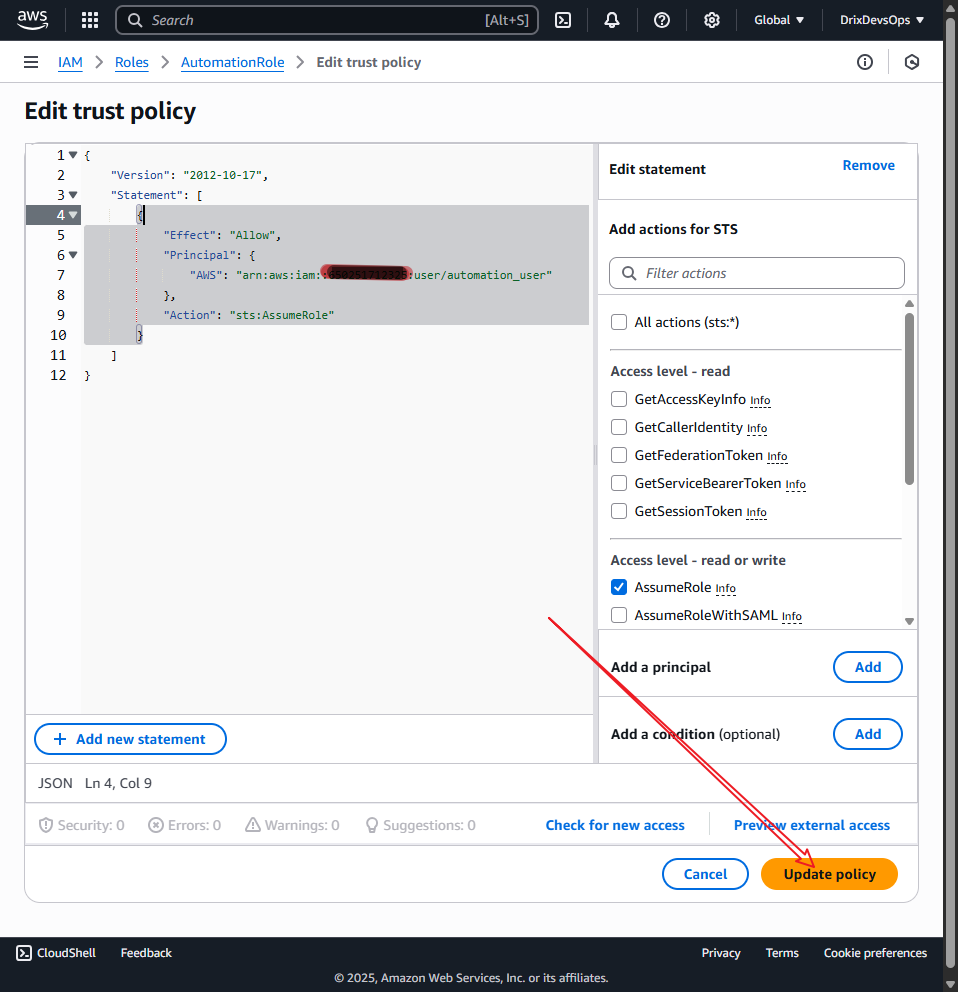 aws Search [Alt+S] Global ▼ DrixDevsOps ▼
IAM > Roles > AutomationRole > Edit trust policy
Edit trust policy
1 {
2 "Version": "2012-10-17",
3 "Statement": [
4 {
5 "Effect": "Allow",
6 "Principal": {
7 "AWS": "arn:aws:iam::user/automation_user"
8 },
9 "Action": "sts:AssumeRole"
10 }
11 ]
12 }
Edit statement Remove
Add actions for STS
Filter actions
All actions (sts:*)
Access level - read
GetAccessKeyInfo Info
GetCallerIdentity Info
GetFederationToken Info
GetServiceBearerToken Info
GetSessionToken Info
Access level - read or write
AssumeRole Info
AssumeRoleWithSAML Info
Add a principal Add
Add a condition (optional) Add
+ Add new statement
JSON Ln 4, Col 9
Security: 0 Errors: 0 Warnings: 0 Suggestions: 0 Check for new access Preview external access
Cancel Update policy
CloudShell Feedback Privacy Terms Cookie preferences
© 2025, Amazon Web Services, Inc. or its affiliates.